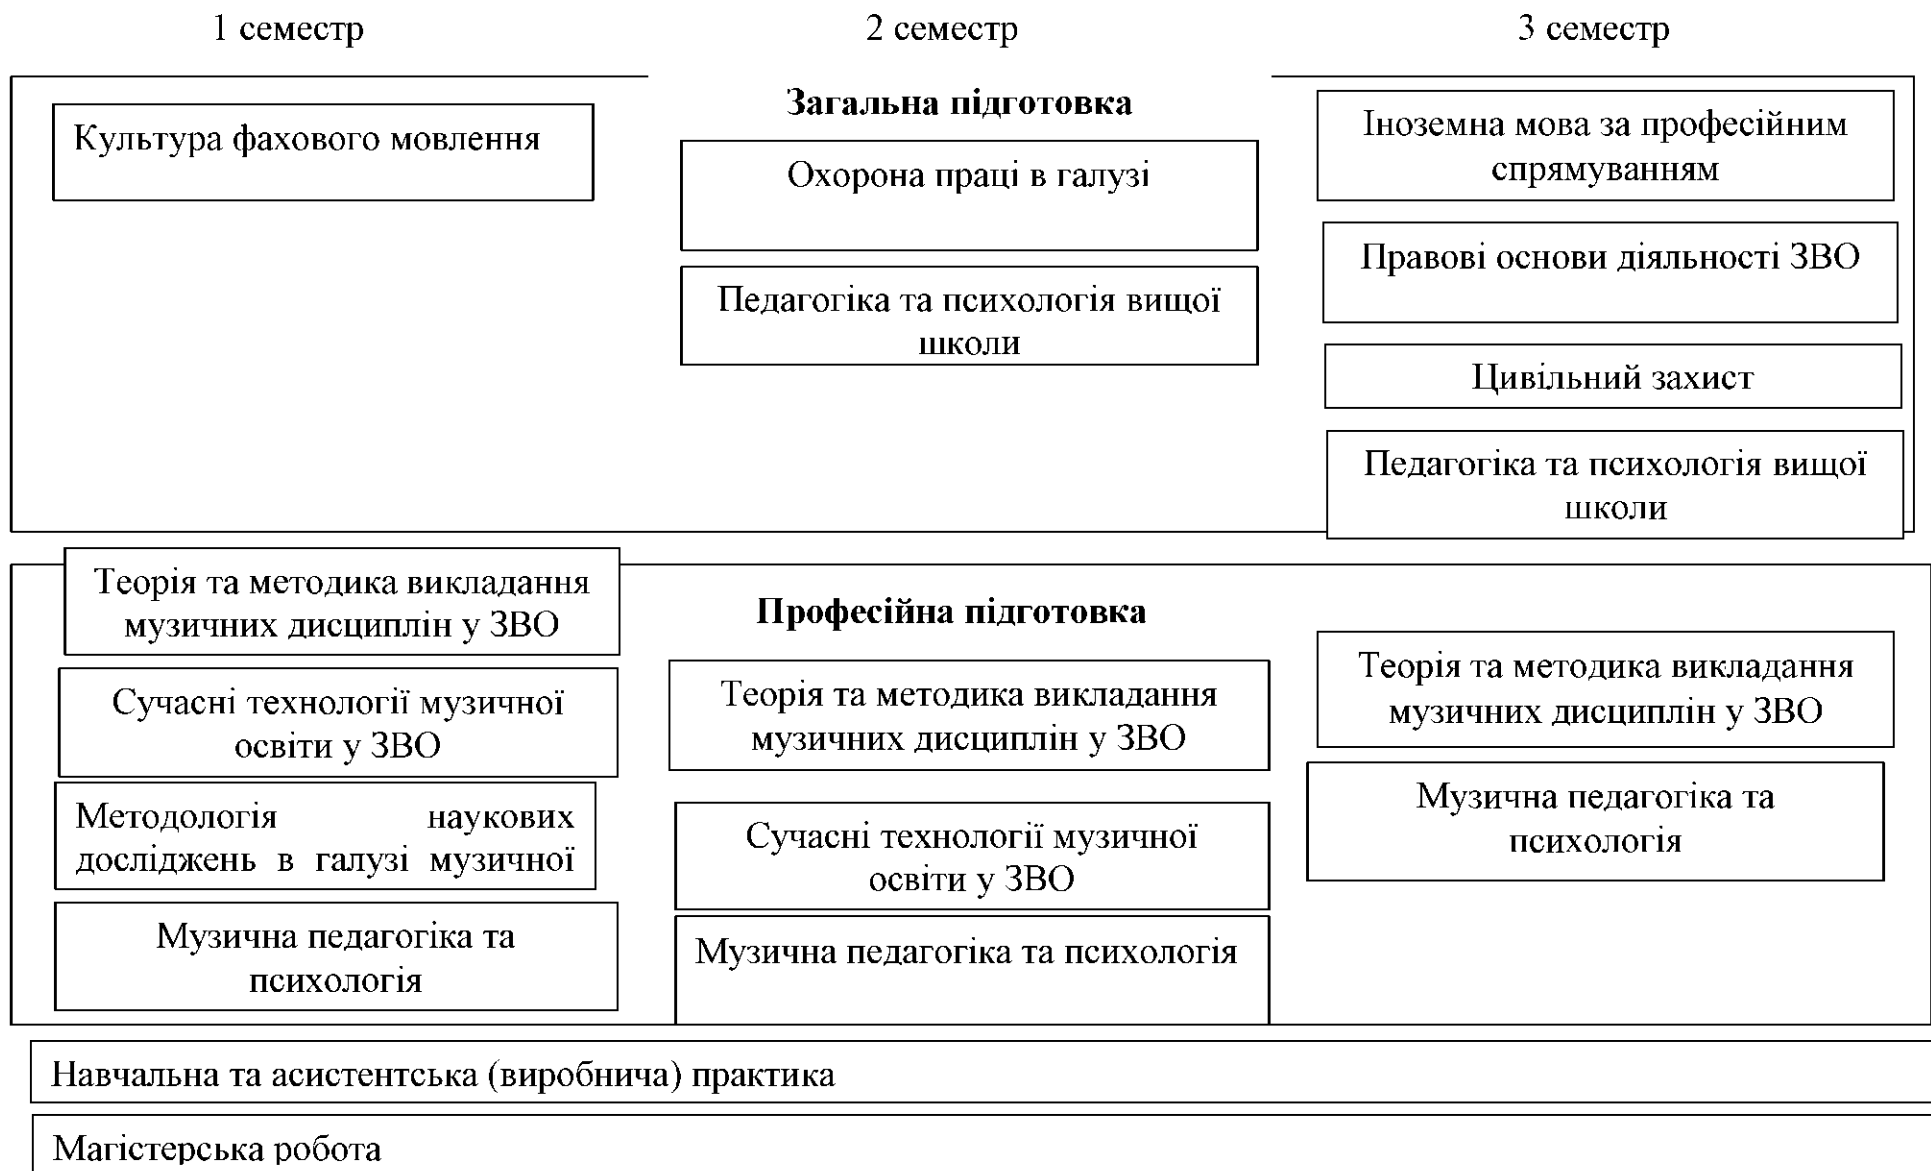 1 семестр
2 семестр
3 семестр
Загальна підготовка
Культура фахового мовлення
Охорона праці в галузі
Педагогіка та психологія вищої
школи
Іноземна мова за професійним
спрямуванням
Правові основи діяльності ЗВО
Цивільний захист
Педагогіка та психологія вищої
школи
Професійна підготовка
Теорія та методика викладання
музичних дисциплін у ЗВО
Сучасні технології музичної
освіти у ЗВО
Методологія наукових
досліджень в галузі музичної
Музична педагогіка та
психологія
Теорія та методика викладання
музичних дисциплін у ЗВО
Сучасні технології музичної
освіти у ЗВО
Музична педагогіка та психологія
Теорія та методика викладання
музичних дисциплін у ЗВО
Музична педагогіка та
психологія
Навчальна та асистентська (виробнича) практика
Магістерська робота